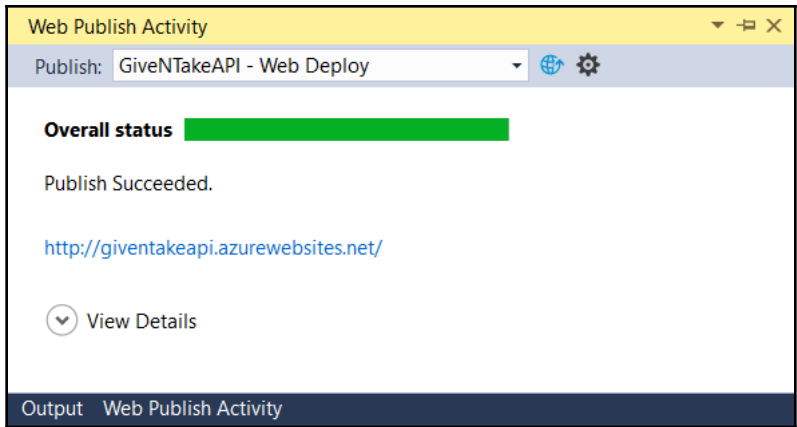 Web Publish Activity
Publish: GiveNTakeAPI - Web Deploy
Overall status
Publish Succeeded.
http://giventakeapi.azurewebsites.net/
View Details
Output Web Publish Activity